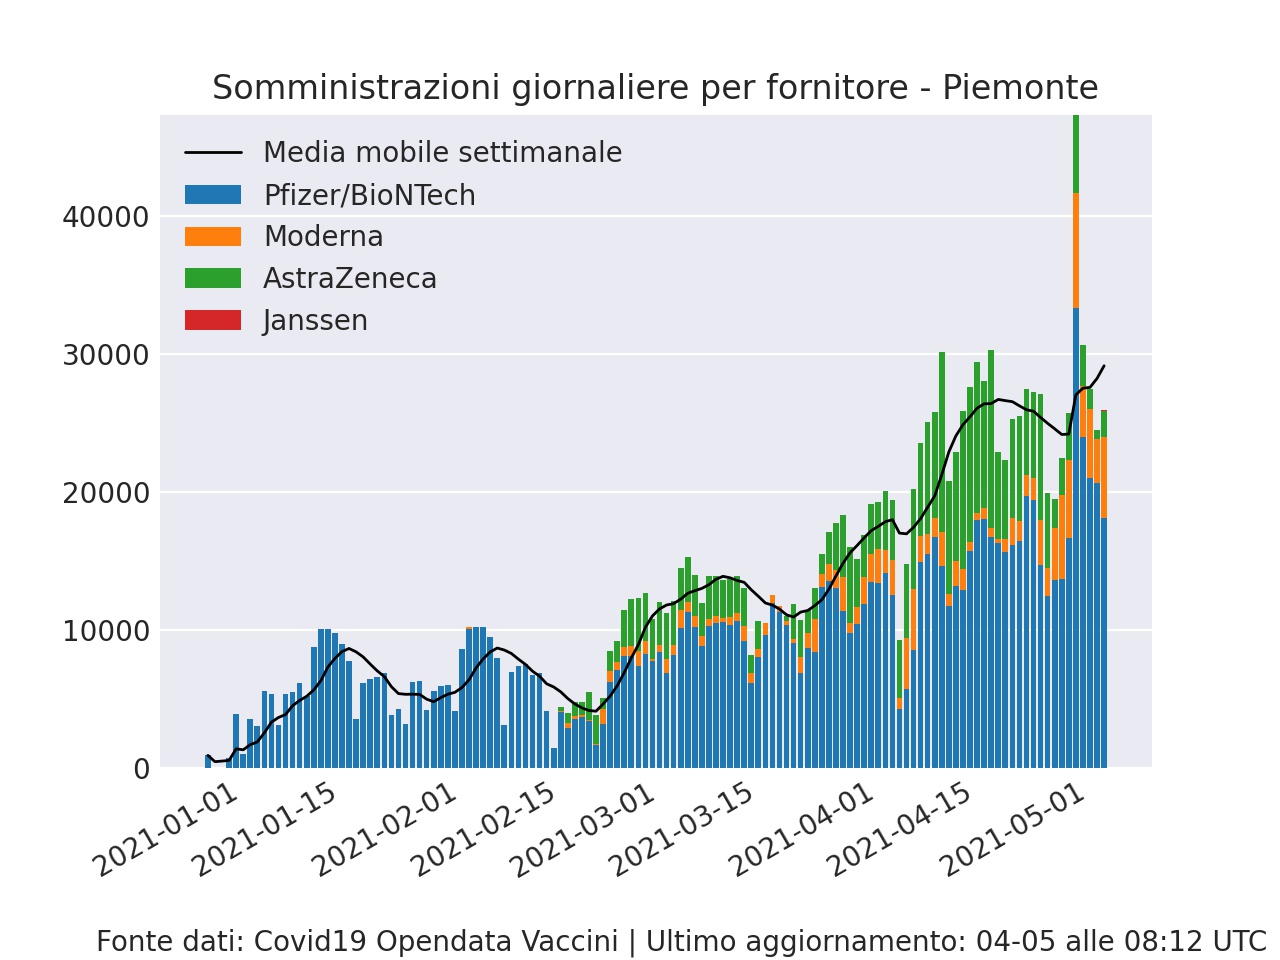 Somministrazioni giornaliere per fornitore - Piemonte
Media mobile settimanale
Pfizer/BioNTech
Moderna
AstraZeneca
Janssen
40000
30000
20000
10000
0
2021-01-01
2021-01-15
2021-02-01
2021-02-15
2021-03-01
2021-03-15
2021-04-01
2021-04-15
2021-05-01
Fonte dati: Covid19 Opendata Vaccini | Ultimo aggiornamento: 04-05 alle 08:12 UTC